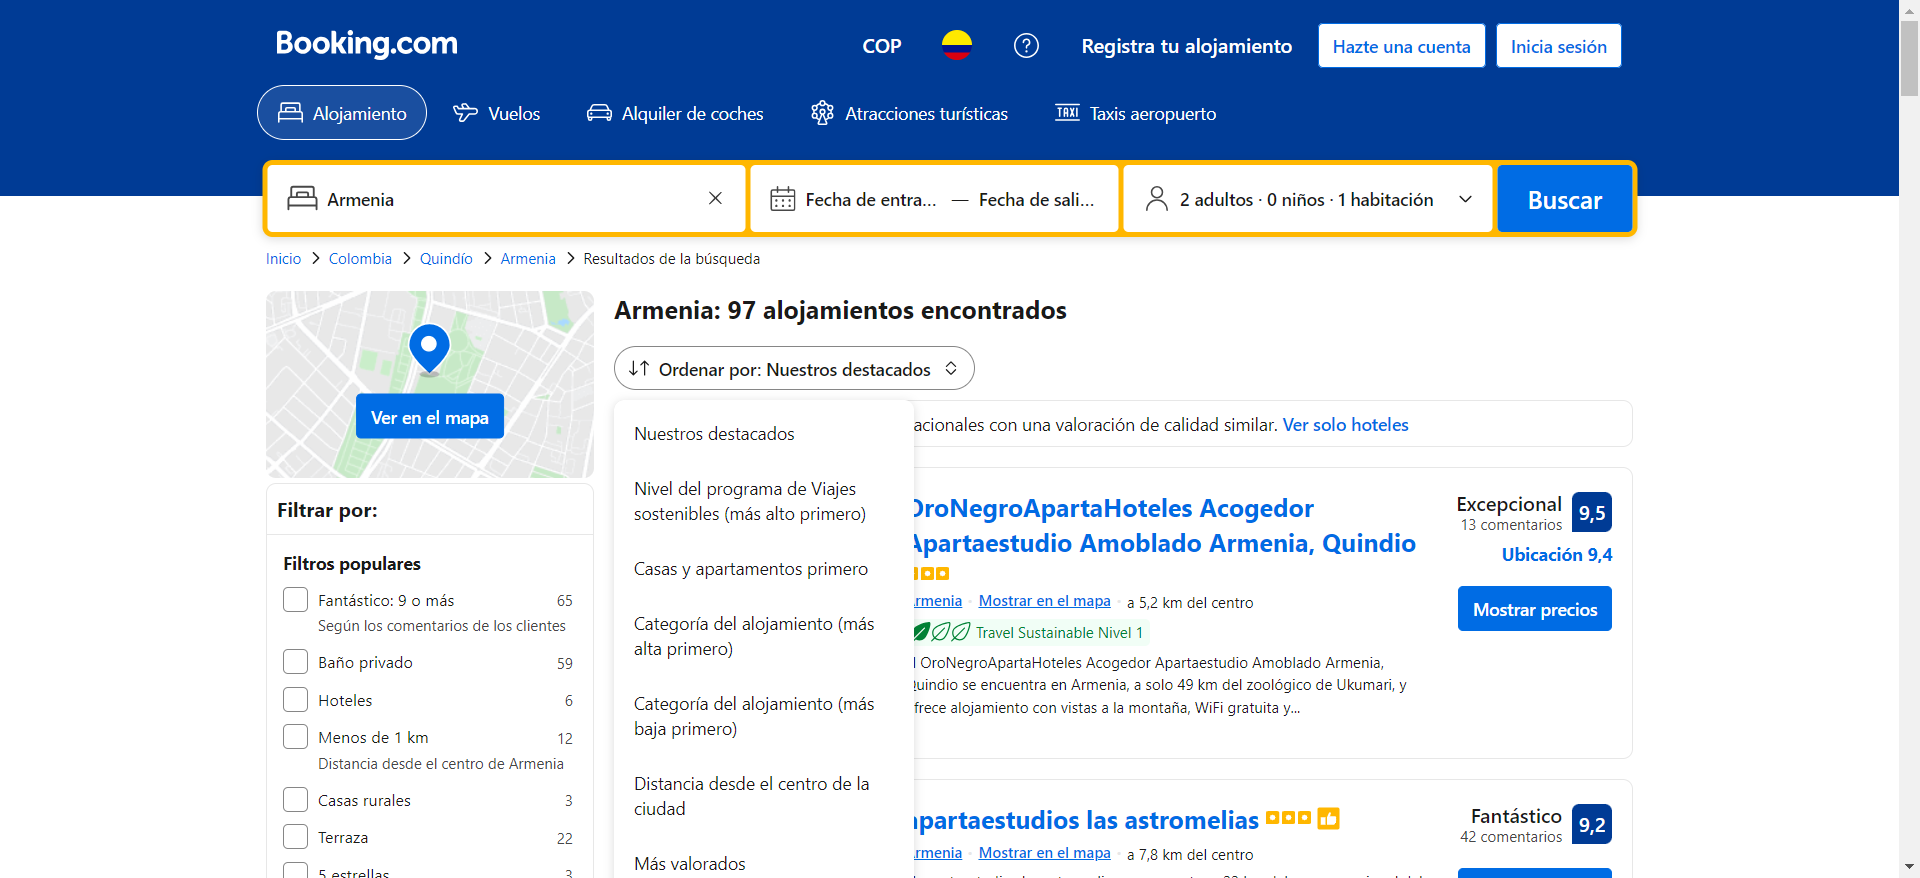 Booking.com
COP
Registra tu alojamiento
Hazte una cuenta
Inicia sesión
Alojamiento
Vuelos
Alquiler de coches
Atracciones turísticas
TAXI
Taxis aeropuerto
Armenia
Fecha de entra... — Fecha de sali...
2 adultos · 0 niños · 1 habitación
Buscar
Inicio > Colombia > Quindío > Armenia > Resultados de la búsqueda
Ver en el mapa
Filtrar por:
Filtros populares
Fantástico: 9 o más 65
Según los comentarios de los clientes
Baño privado 59
Hoteles 6
Menos de 1 km 12
Distancia desde el centro de Armenia
Casas rurales 3
Terraza 22
5 estrellas 3
Armenia: 97 alojamientos encontrados
Ordenar por: Nuestros destacados
Nuestros destacados
Nivel del programa de Viajes
sostenibles (más alto primero)
Casas y apartamentos primero
Categoría del alojamiento (más
alta primero)
Categoría del alojamiento (más
baja primero)
Distancia desde el centro de la
ciudad
Más valorados
acionales con una valoración de calidad similar. Ver solo hoteles
OroNegroApartaHoteles Acogedor
Apartaestudio Amoblado Armenia, Quindio
rmenia · Mostrar en el mapa · a 5,2 km del centro
Travel Sustainable Nivel 1
l OroNegroApartaHoteles Acogedor Apartaestudio Amoblado Armenia,
uindio se encuentra en Armenia, a solo 49 km del zoológico de Ukumari, y
frece alojamiento con vistas a la montaña, WiFi gratuita y...
Excepcional
13 comentarios
9,5
Ubicación 9,4
Mostrar precios
apartaestudios las astromelias
rmenia · Mostrar en el mapa · a 7,8 km del centro
Fantástico
42 comentarios
9,2